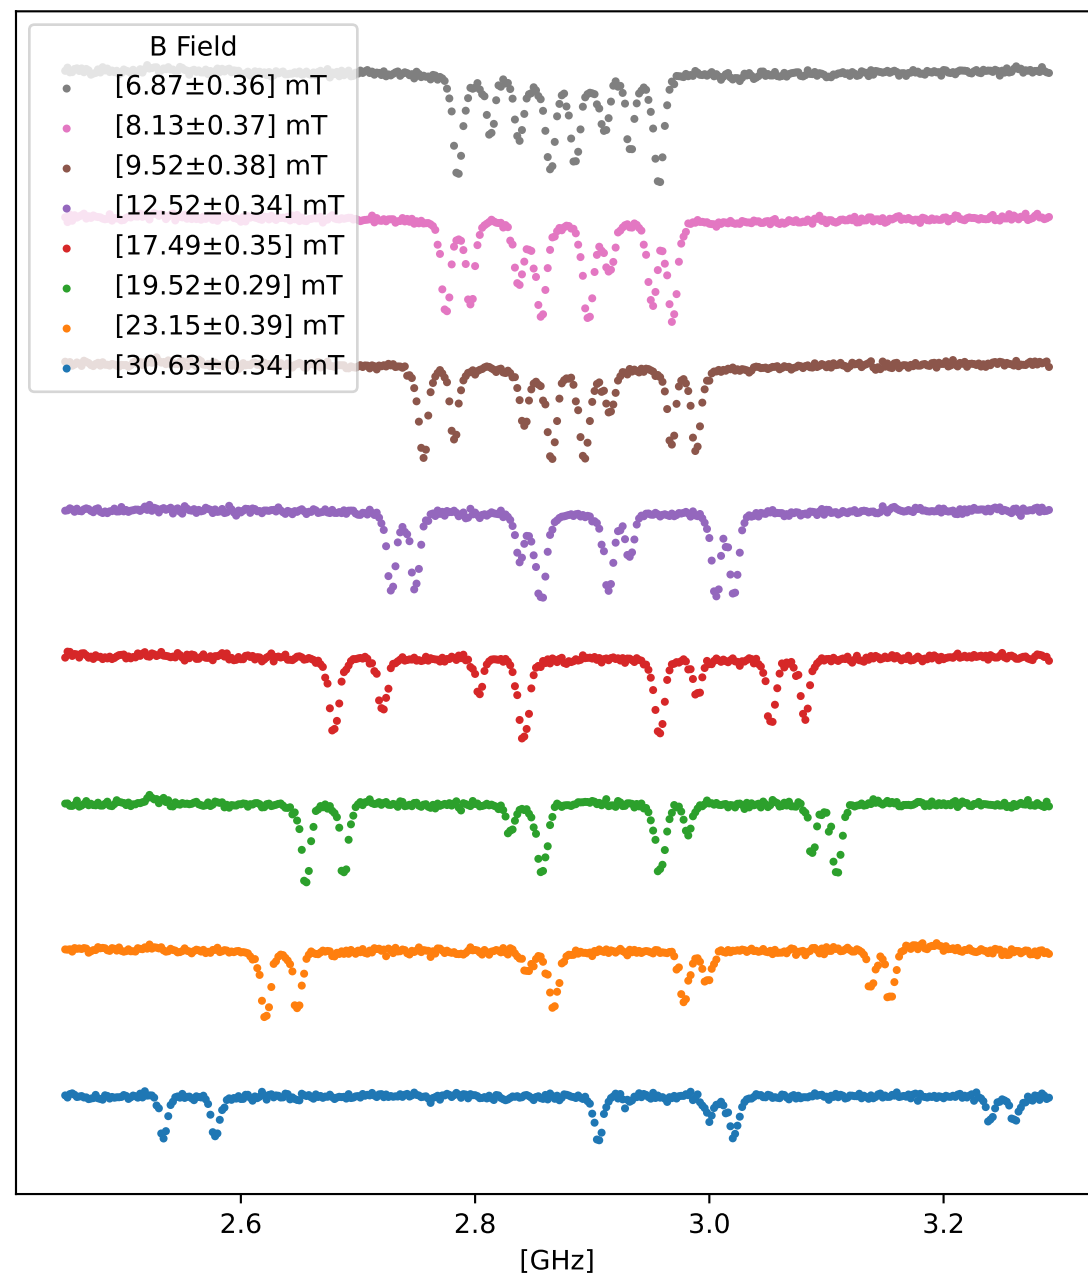 B Field
[6.87±0.36] mT
[8.13±0.37] mT
[9.52±0.38] mT
[12.52±0.34] mT
[17.49±0.35] mT
[19.52±0.29] mT
[23.15±0.39] mT
[30.63±0.34] mT
2.6 2.8 3.0 3.2
[GHz]